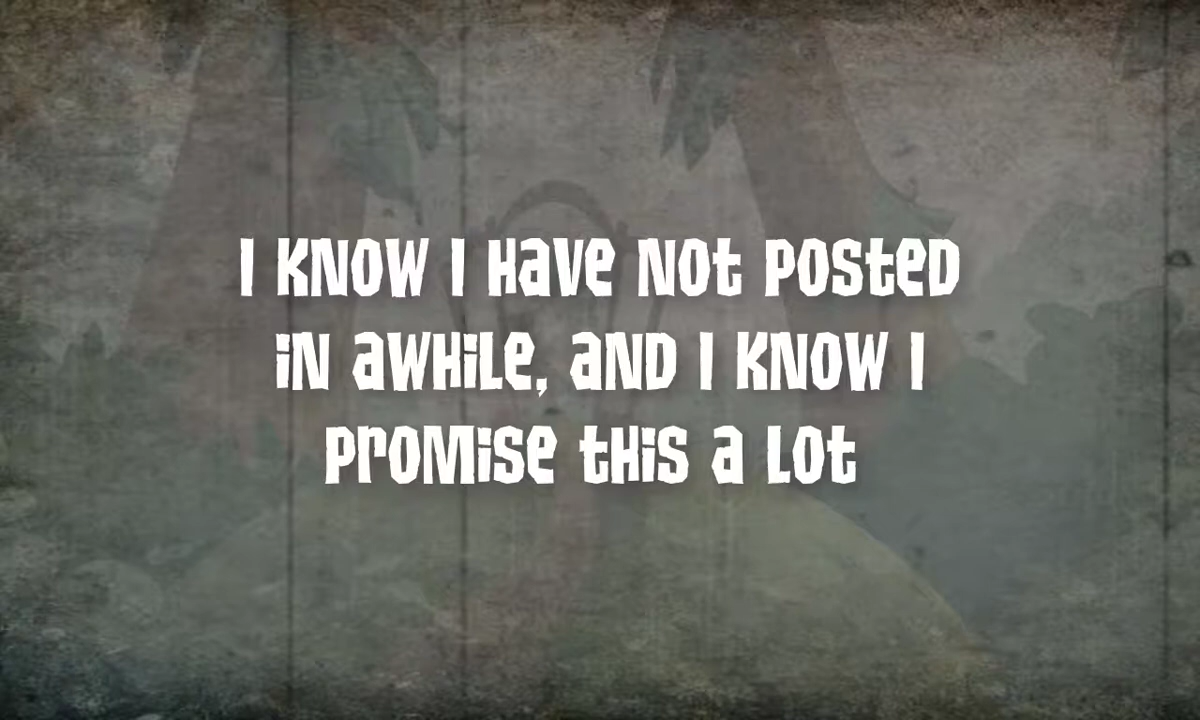 I KNOW I HAVE NOT POSTED
IN AWHILE, AND I KNOW I
PROMISE THIS A LOT